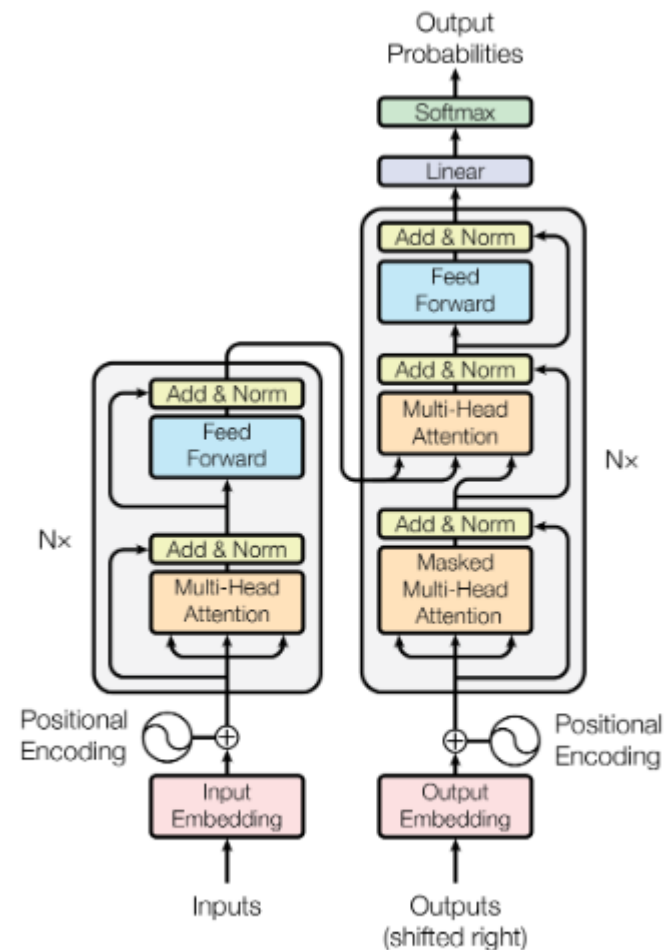 Output
Probabilities
Softmax
Linear
Add & Norm
Feed
Forward
Add & Norm
Multi-Head
Attention
Add & Norm
Masked
Multi-Head
Attention
N×
Add & Norm
Feed
Forward
Add & Norm
Multi-Head
Attention
N×
Positional
Encoding
Positional
Encoding
Input
Embedding
Output
Embedding
Inputs
Outputs
(shifted right)